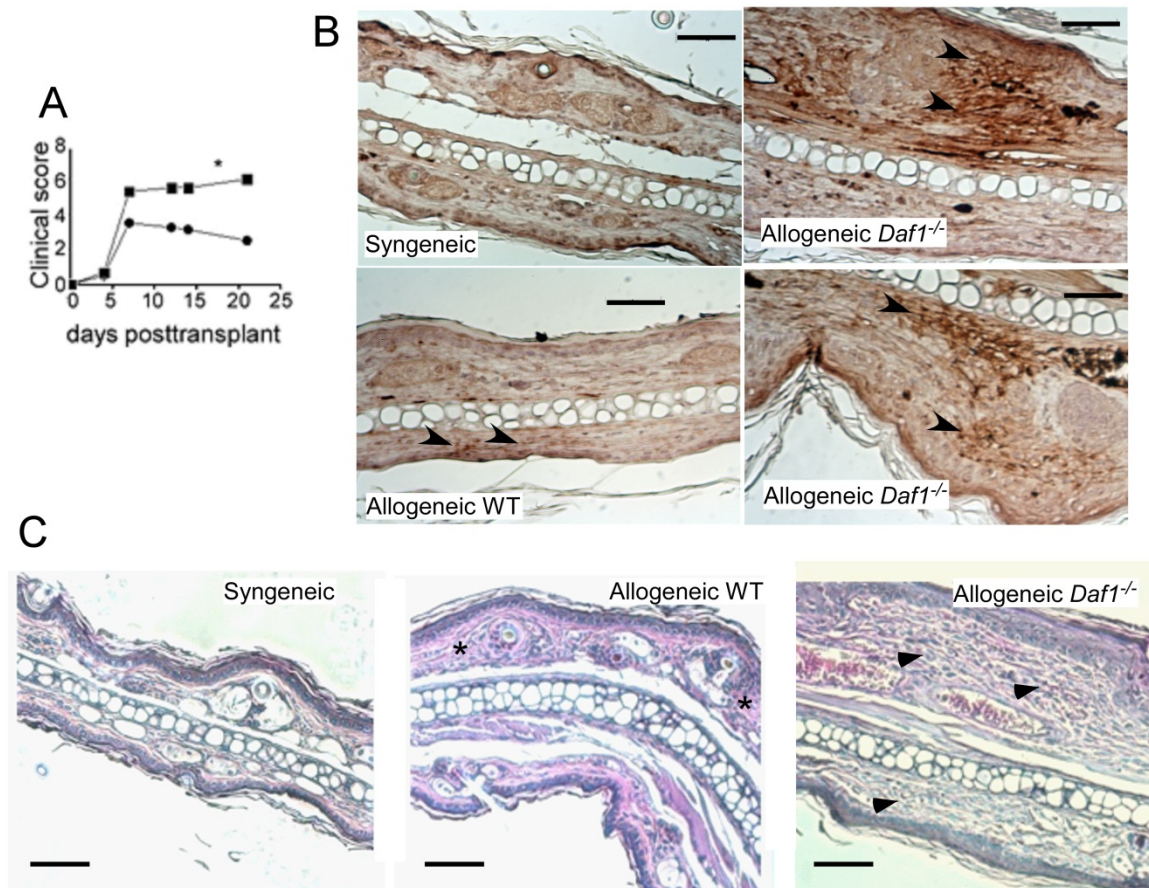 A
Clinical score
8
6
4
2
0
0 5 10 15 20 25
*
days posttransplant
B
Syngeneic
Allogeneic Daf1-/-
Allogeneic WT
Allogeneic Daf1-/-
C
Syngeneic
Allogeneic WT
*
*
Allogeneic Daf1-/-